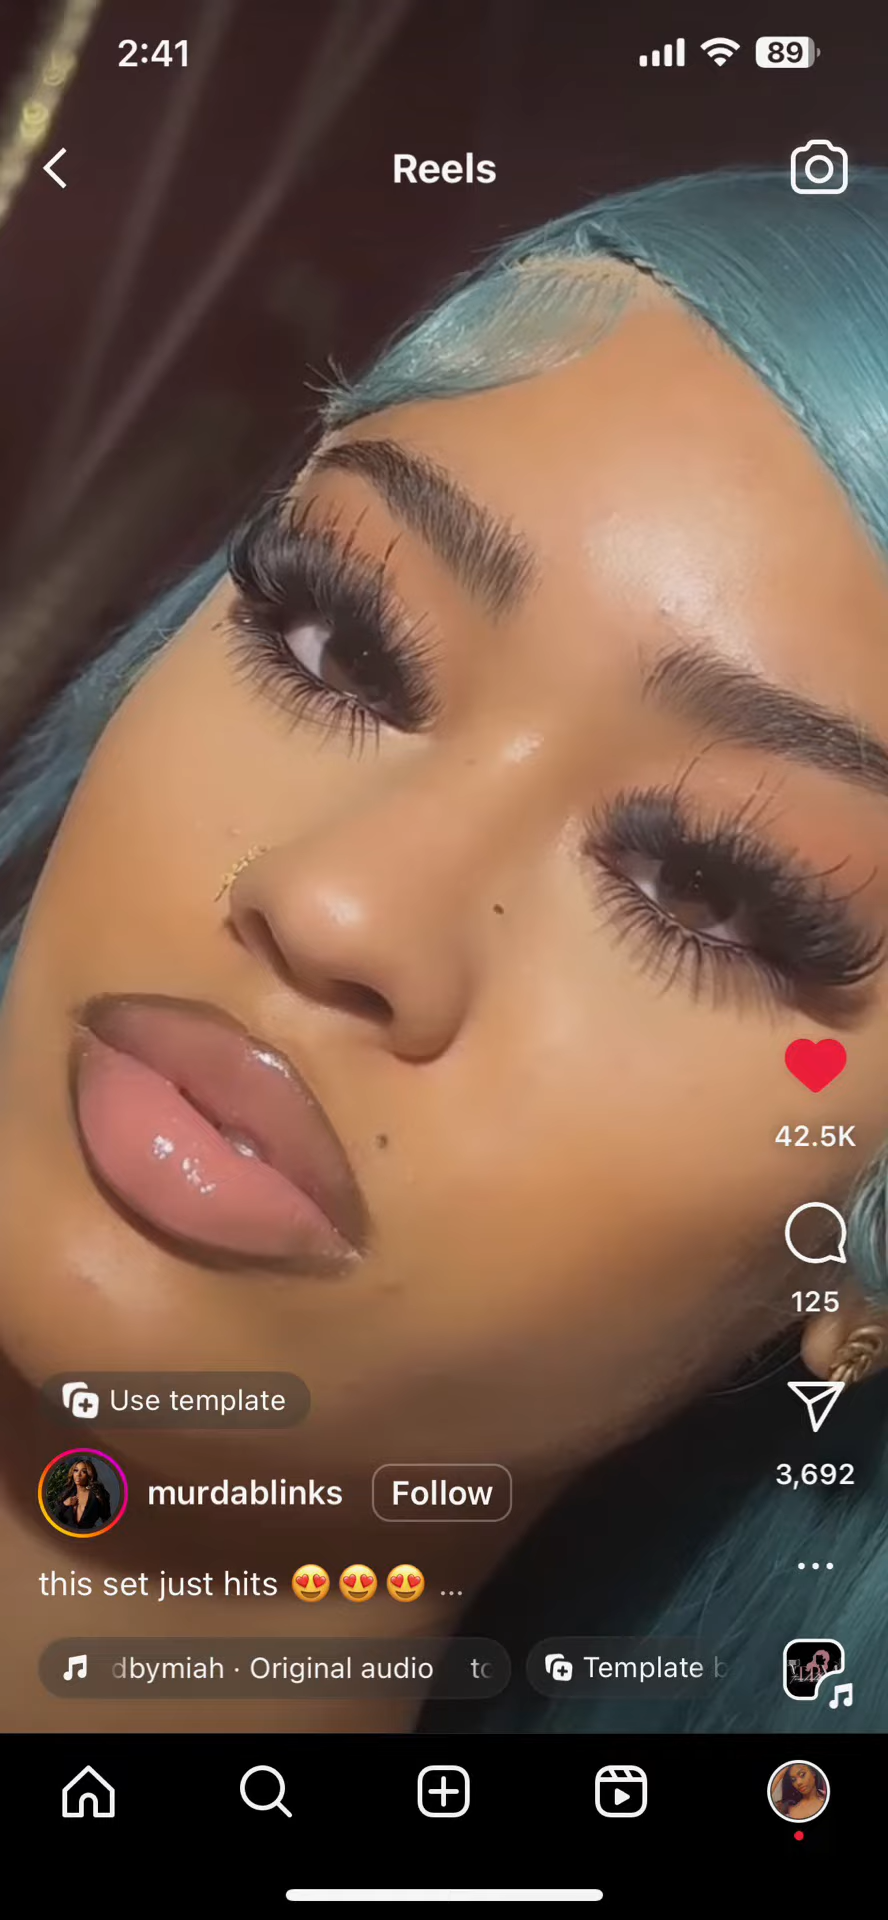 2:41
89
Reels
42.5K
125
Use template
3,692
murdablinks
Follow
this set just hits 😍😍😍 ...
dbymiah · Original audio
Template